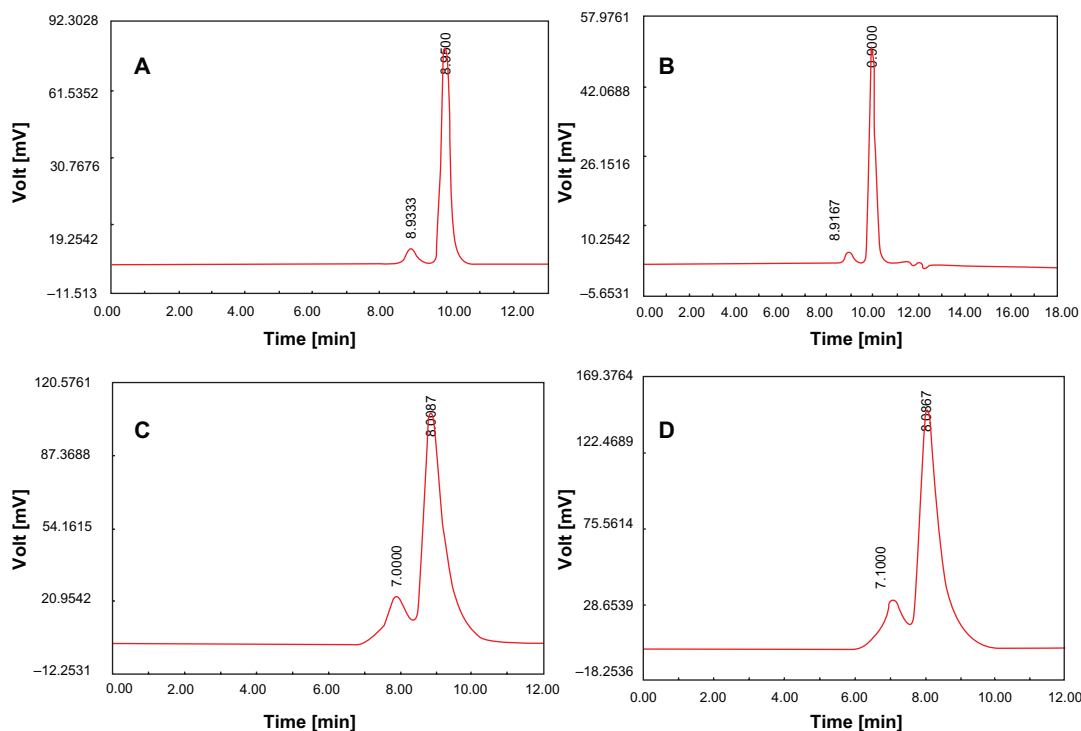 A
92.3028
61.5352
30.7676
19.2542
–11.513
Volt [mV]
8.9333
8.9500
0.00 2.00 4.00 6.00 8.00 10.00 12.00
Time [min]
B
57.9761
42.0688
26.1516
10.2542
–5.6531
Volt [mV]
8.9167
0.9000
0.00 2.00 4.00 6.00 8.00 10.00 12.00 14.00 16.00 18.00
Time [min]
C
120.5761
87.3688
54.1615
20.9542
–12.2531
Volt [mV]
7.0000
8.0087
0.00 2.00 4.00 6.00 8.00 10.00 12.00
Time [min]
D
169.3764
122.4689
75.5614
28.6539
–18.2536
Volt [mV]
7.1000
8.0867
0.00 2.00 4.00 6.00 8.00 10.00 12.00
Time [min]